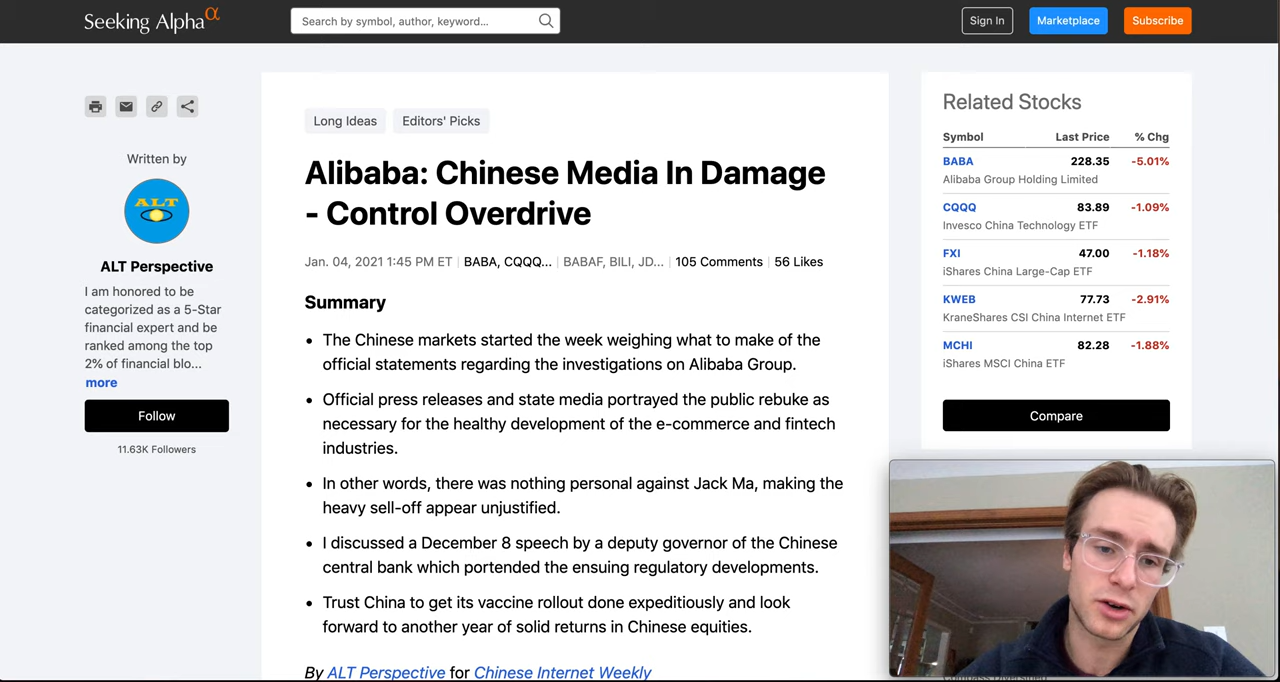 Seeking Alpha α
Search by symbol, author, keyword...
Sign In
Marketplace
Subscribe
Written by
ALT
ALT Perspective
I am honored to be
categorized as a 5-Star
financial expert and be
ranked among the top
2% of financial blo...
more
Follow
11.63K Followers
Long Ideas
Editors' Picks
Alibaba: Chinese Media In Damage
- Control Overdrive
Jan. 04, 2021 1:45 PM ET | BABA, CQQQ... | BABAF, BILI, JD... | 105 Comments | 56 Likes
Summary
• The Chinese markets started the week weighing what to make of the
official statements regarding the investigations on Alibaba Group.
• Official press releases and state media portrayed the public rebuke as
necessary for the healthy development of the e-commerce and fintech
industries.
• In other words, there was nothing personal against Jack Ma, making the
heavy sell-off appear unjustified.
• I discussed a December 8 speech by a deputy governor of the Chinese
central bank which portended the ensuing regulatory developments.
• Trust China to get its vaccine rollout done expeditiously and look
forward to another year of solid returns in Chinese equities.
By ALT Perspective for Chinese Internet Weekly
Related Stocks
Symbol Last Price % Chg
BABA 228.35 -5.01%
Alibaba Group Holding Limited
CQQQ 83.89 -1.09%
Invesco China Technology ETF
FXI 47.00 -1.18%
iShares China Large-Cap ETF
KWEB 77.73 -2.91%
KraneShares CSI China Internet ETF
MCHI 82.28 -1.88%
iShares MSCI China ETF
Compare